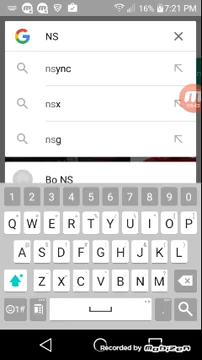 16% 7:21 PM
NS
nsync
nsx
nsg
Bo NS
1 2 3 4 5 6 7 8 9 0
Q W E R T Y U I O P
A S D F G H J K L
Z X C V B N M
Recorded by Mobizen